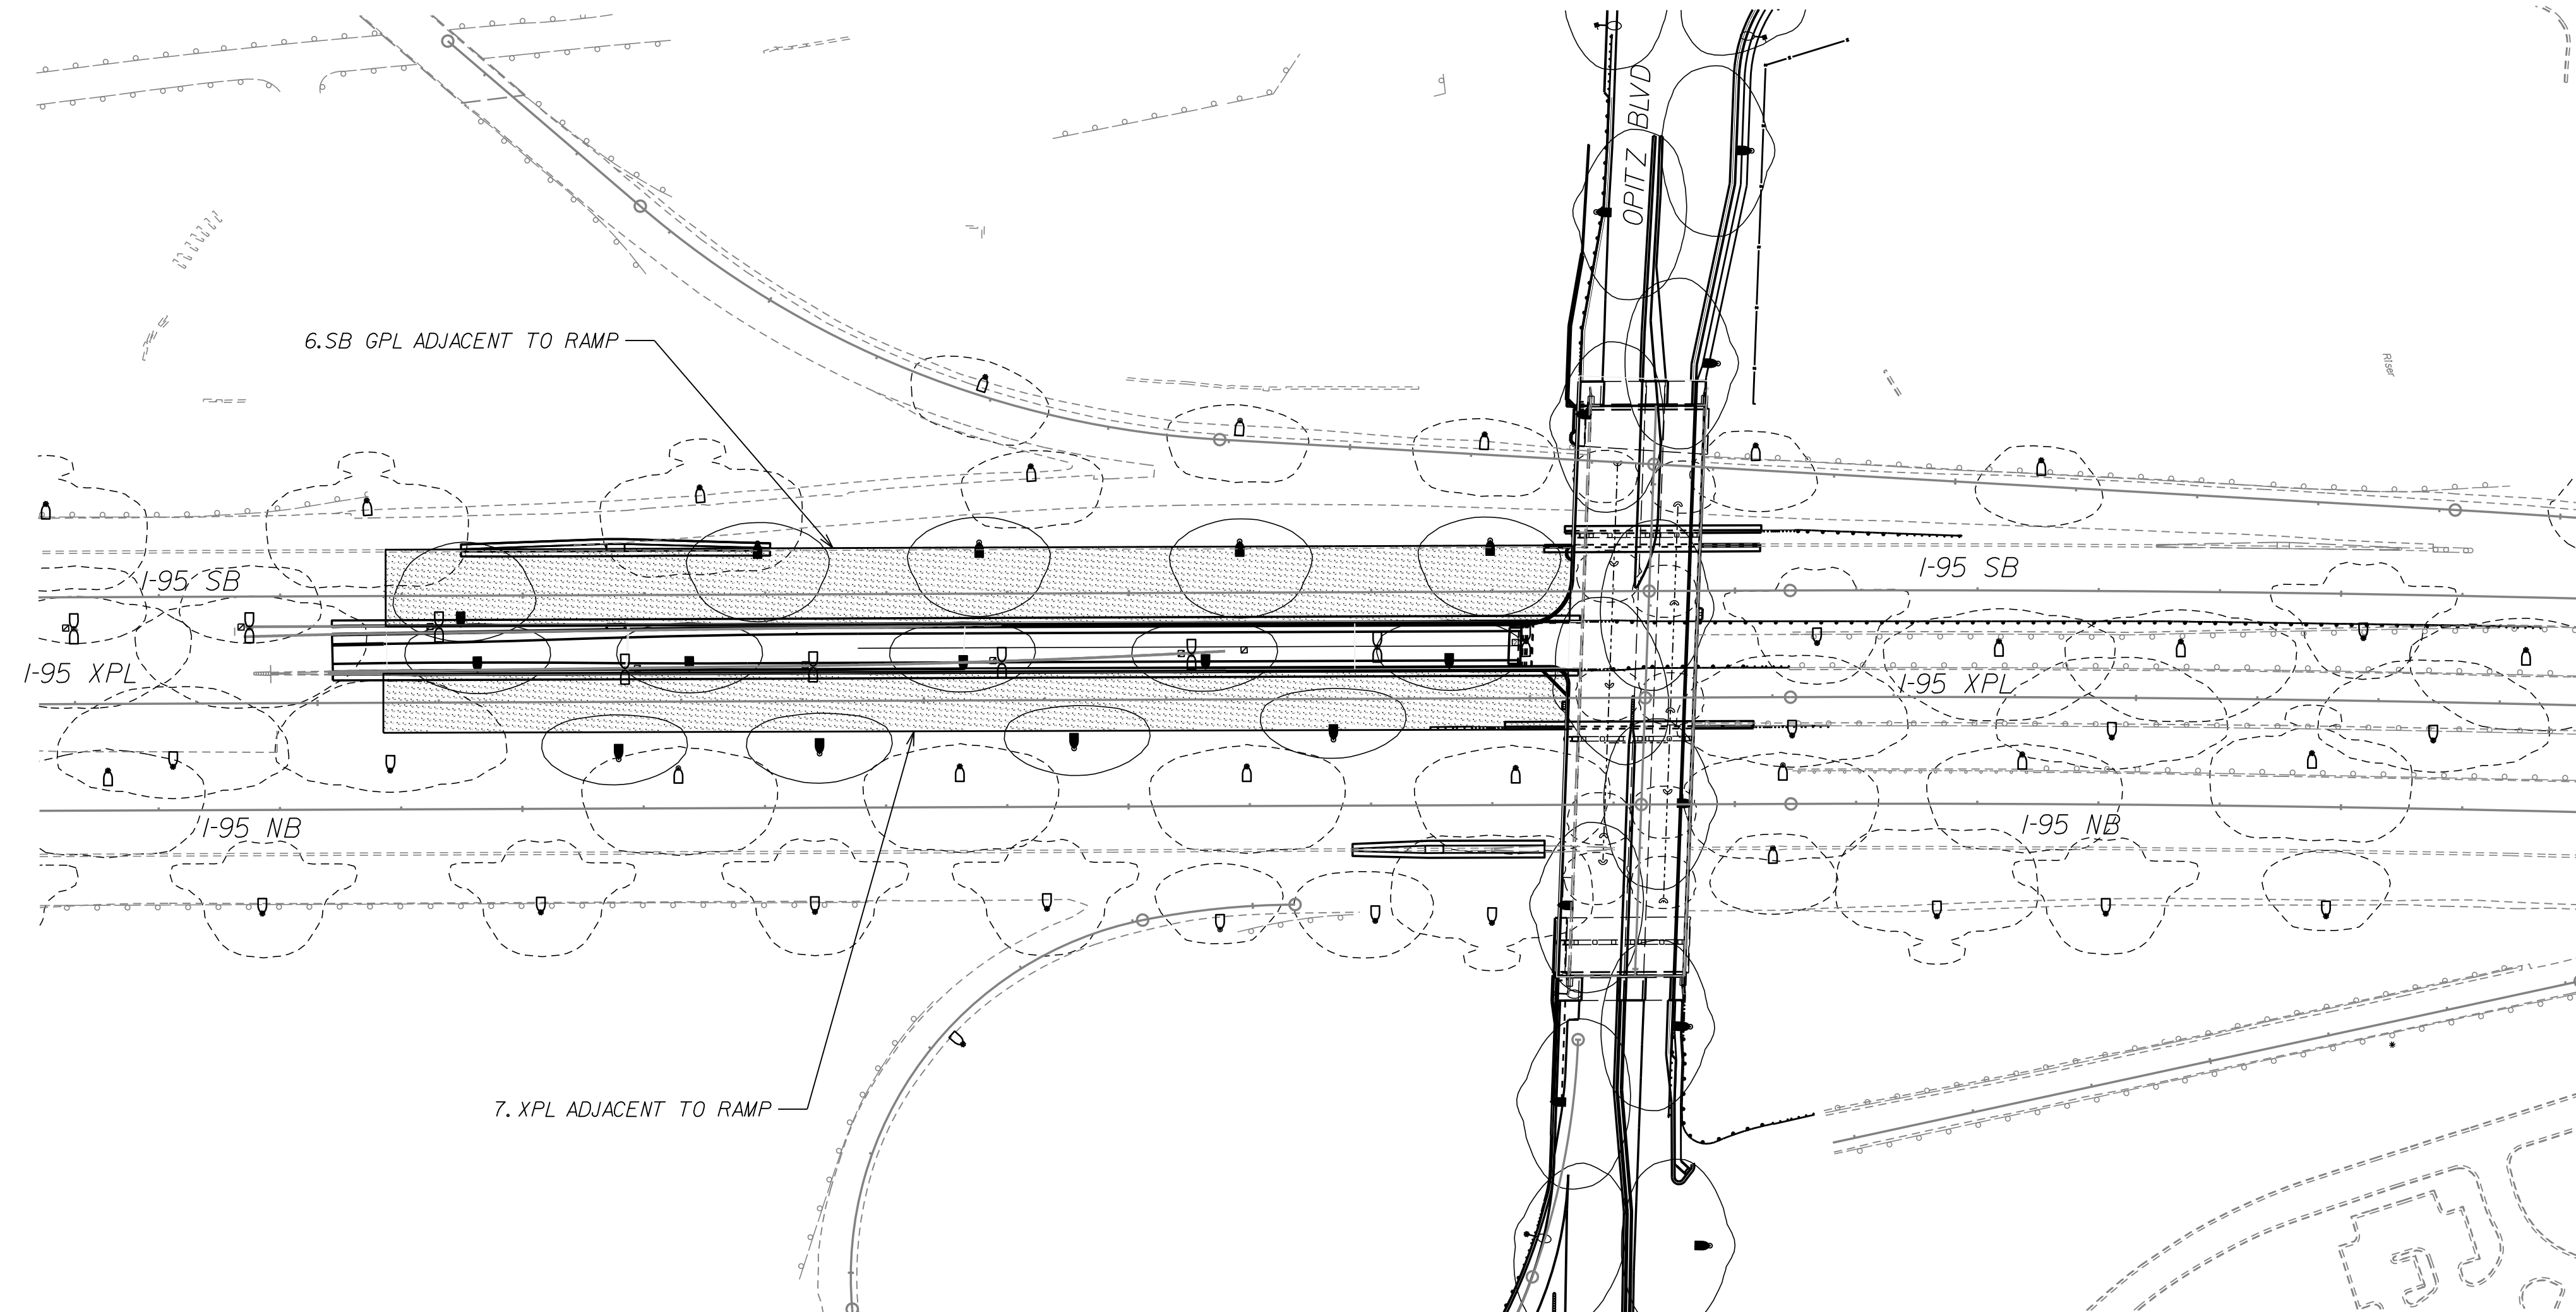 OPITZ BLVD
6.SB GPL ADJACENT TO RAMP
Riser
I-95 SB
I-95 SB
I-95 XPL
I-95 XPL
I-95 NB
I-95 NB
7. XPL ADJACENT TO RAMP